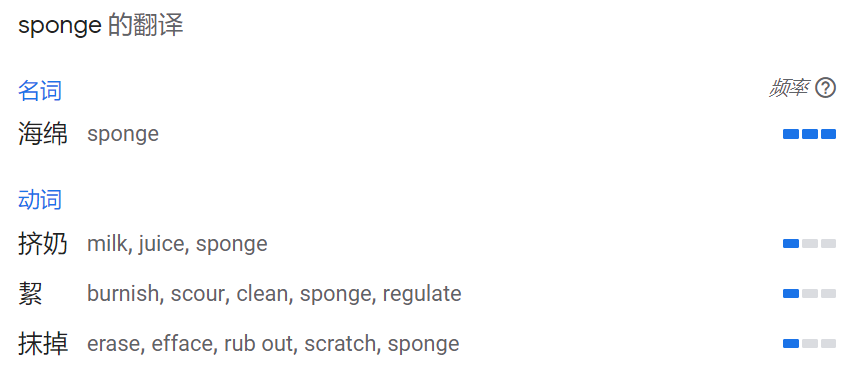 sponge 的翻译
名词 频率
海绵 sponge
动词
挤奶 milk, juice, sponge
絜 burnish, scour, clean, sponge, regulate
抹掉 erase, efface, rub out, scratch, sponge